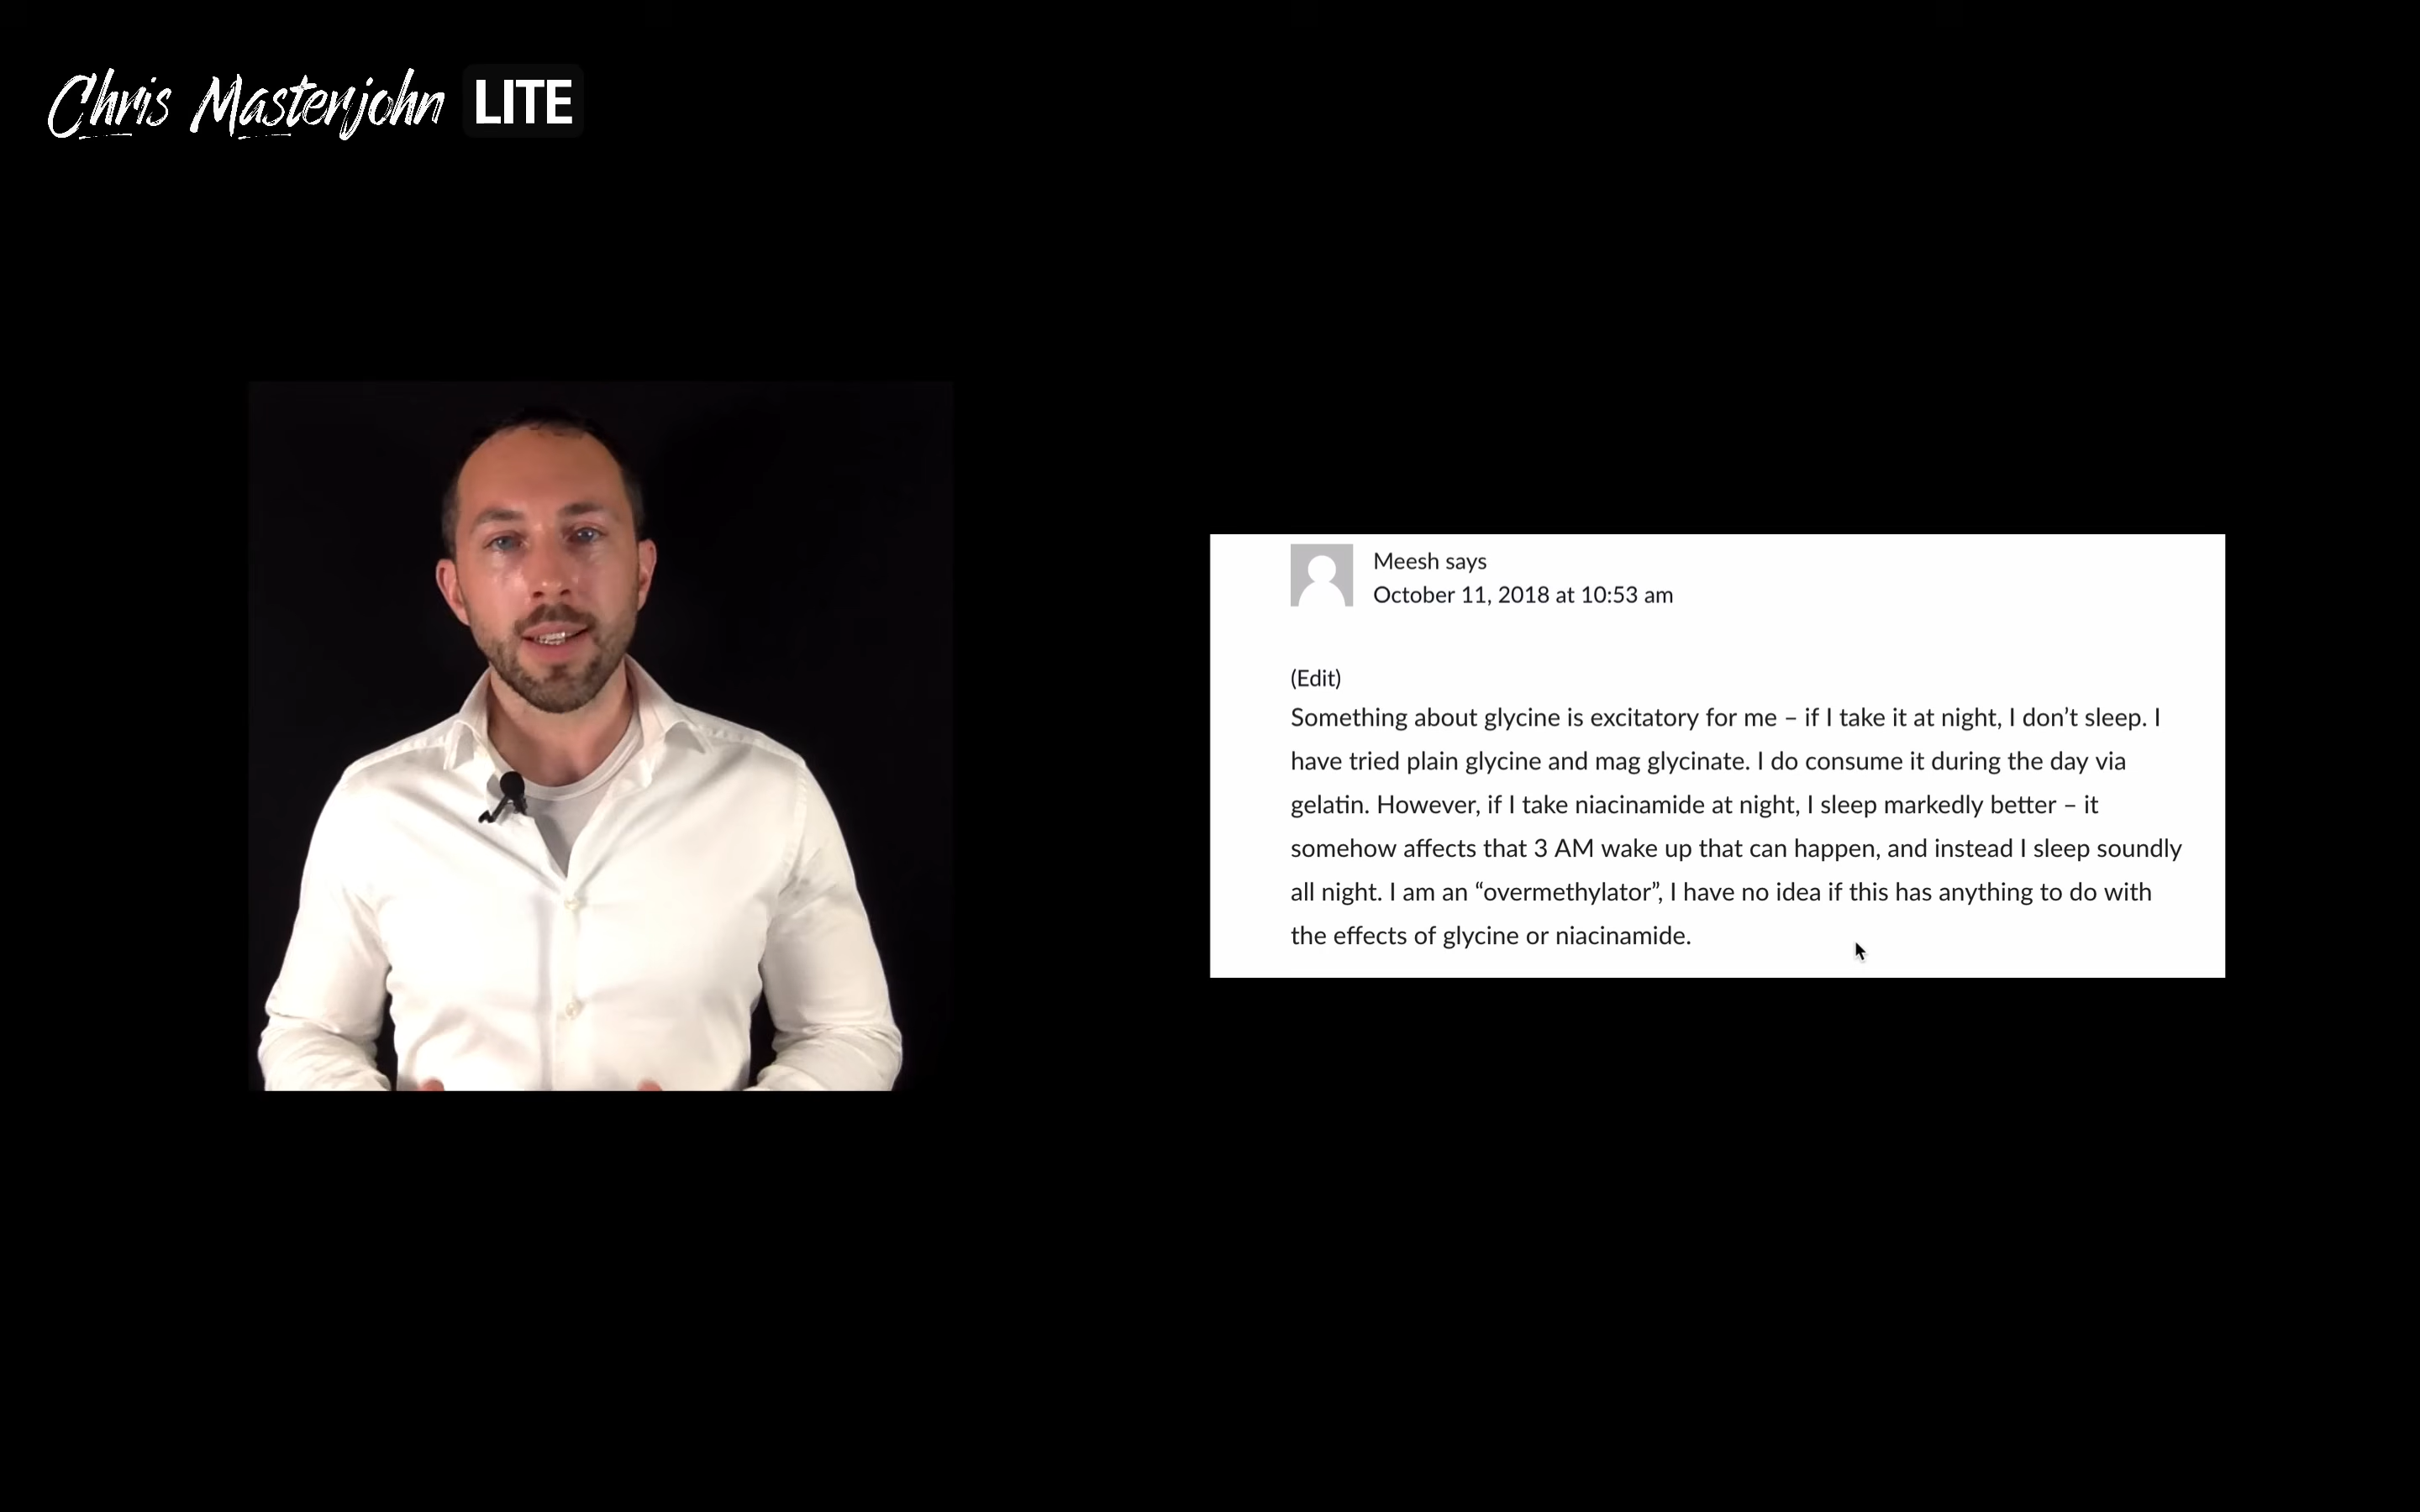 Chris Masterjohn LITE
Meesh says
October 11, 2018 at 10:53 am
(Edit)
Something about glycine is excitatory for me – if I take it at night, I don’t sleep. I
have tried plain glycine and mag glycinate. I do consume it during the day via
gelatin. However, if I take niacinamide at night, I sleep markedly better – it
somehow affects that 3 AM wake up that can happen, and instead I sleep soundly
all night. I am an “overmethylator”, I have no idea if this has anything to do with
the effects of glycine or niacinamide.